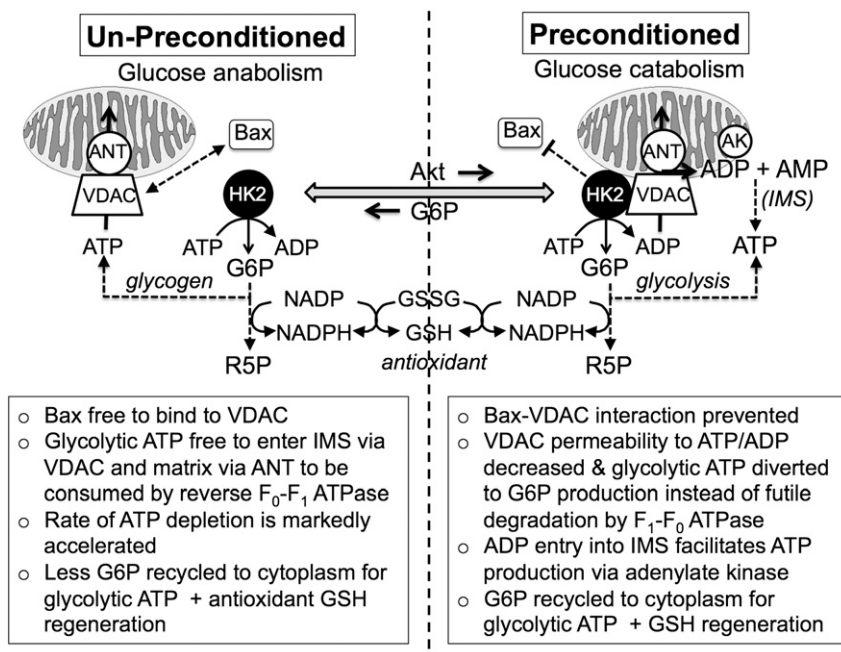 Un-Preconditioned
Glucose anabolism
ANT
VDAC
Bax
HK2
ATP
ATP
ADP
G6P
glycogen
NADP
NADPH
R5P
Akt
G6P
GSSG
GSH
antioxidant
Preconditioned
Glucose catabolism
Bax
ANT
AK
HK2
VDAC
ADP + AMP
(IMS)
ATP
ADP
ATP
G6P
glycolysis
NADP
NADPH
R5P
○ Bax free to bind to VDAC
○ Glycolytic ATP free to enter IMS via
VDAC and matrix via ANT to be
consumed by reverse F0-F1 ATPase
○ Rate of ATP depletion is markedly
accelerated
○ Less G6P recycled to cytoplasm for
glycolytic ATP + antioxidant GSH
regeneration
○ Bax-VDAC interaction prevented
○ VDAC permeability to ATP/ADP
decreased & glycolytic ATP diverted
to G6P production instead of futile
degradation by F1-F0 ATPase
○ ADP entry into IMS facilitates ATP
production via adenylate kinase
○ G6P recycled to cytoplasm for
glycolytic ATP + GSH regeneration